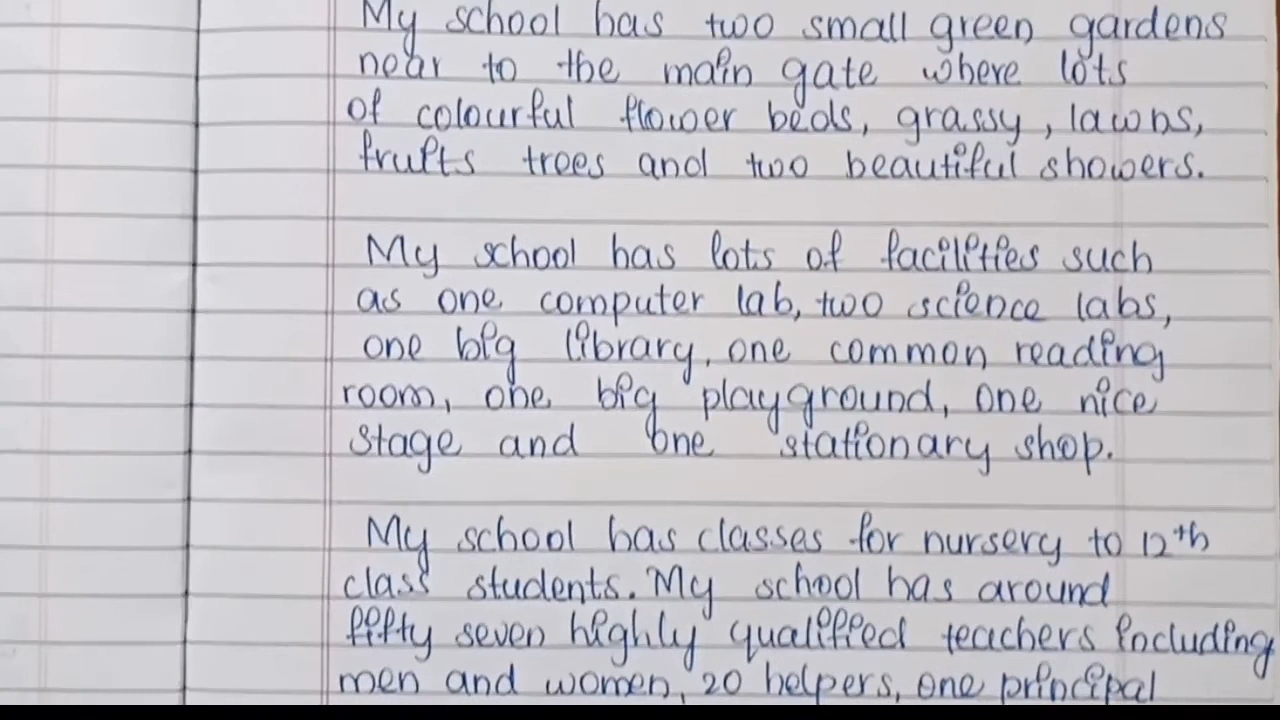 My school has two small green gardens
near to the main gate where lots
of colourful flower beds, grassy, lawns,
fruits trees and two beautiful showers.
My school has lots of facilities such
as one computer lab, two science labs,
one big library, one common reading
room, one big playground, one nice
stage and one stationary shop.
My school has classes for nursery to 12th
class students. My school has around
fifty seven highly qualified teachers including
men and women, 20 helpers, one principal